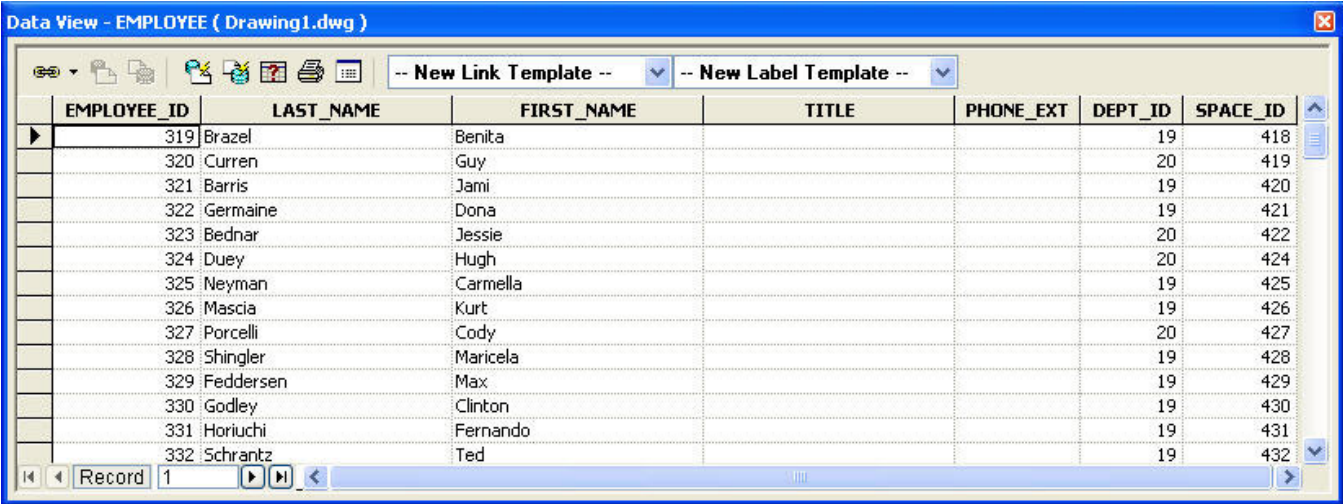 Data View - EMPLOYEE ( Drawing1.dwg )
-- New Link Template -- -- New Label Template --
EMPLOYEE_ID LAST_NAME FIRST_NAME TITLE PHONE_EXT DEPT_ID SPACE_ID
319 Brazel Benita 19 418
320 Curren Guy 20 419
321 Barris Jami 19 420
322 Germaine Dona 19 421
323 Bednar Jessie 20 422
324 Duey Hugh 20 424
325 Neyman Carmella 19 425
326 Mascia Kurt 19 426
327 Porcelli Cody 20 427
328 Shingler Maricela 19 428
329 Feddersen Max 19 429
330 Godley Clinton 19 430
331 Horiuchi Fernando 19 431
332 Schrantz Ted 19 432
Record 1